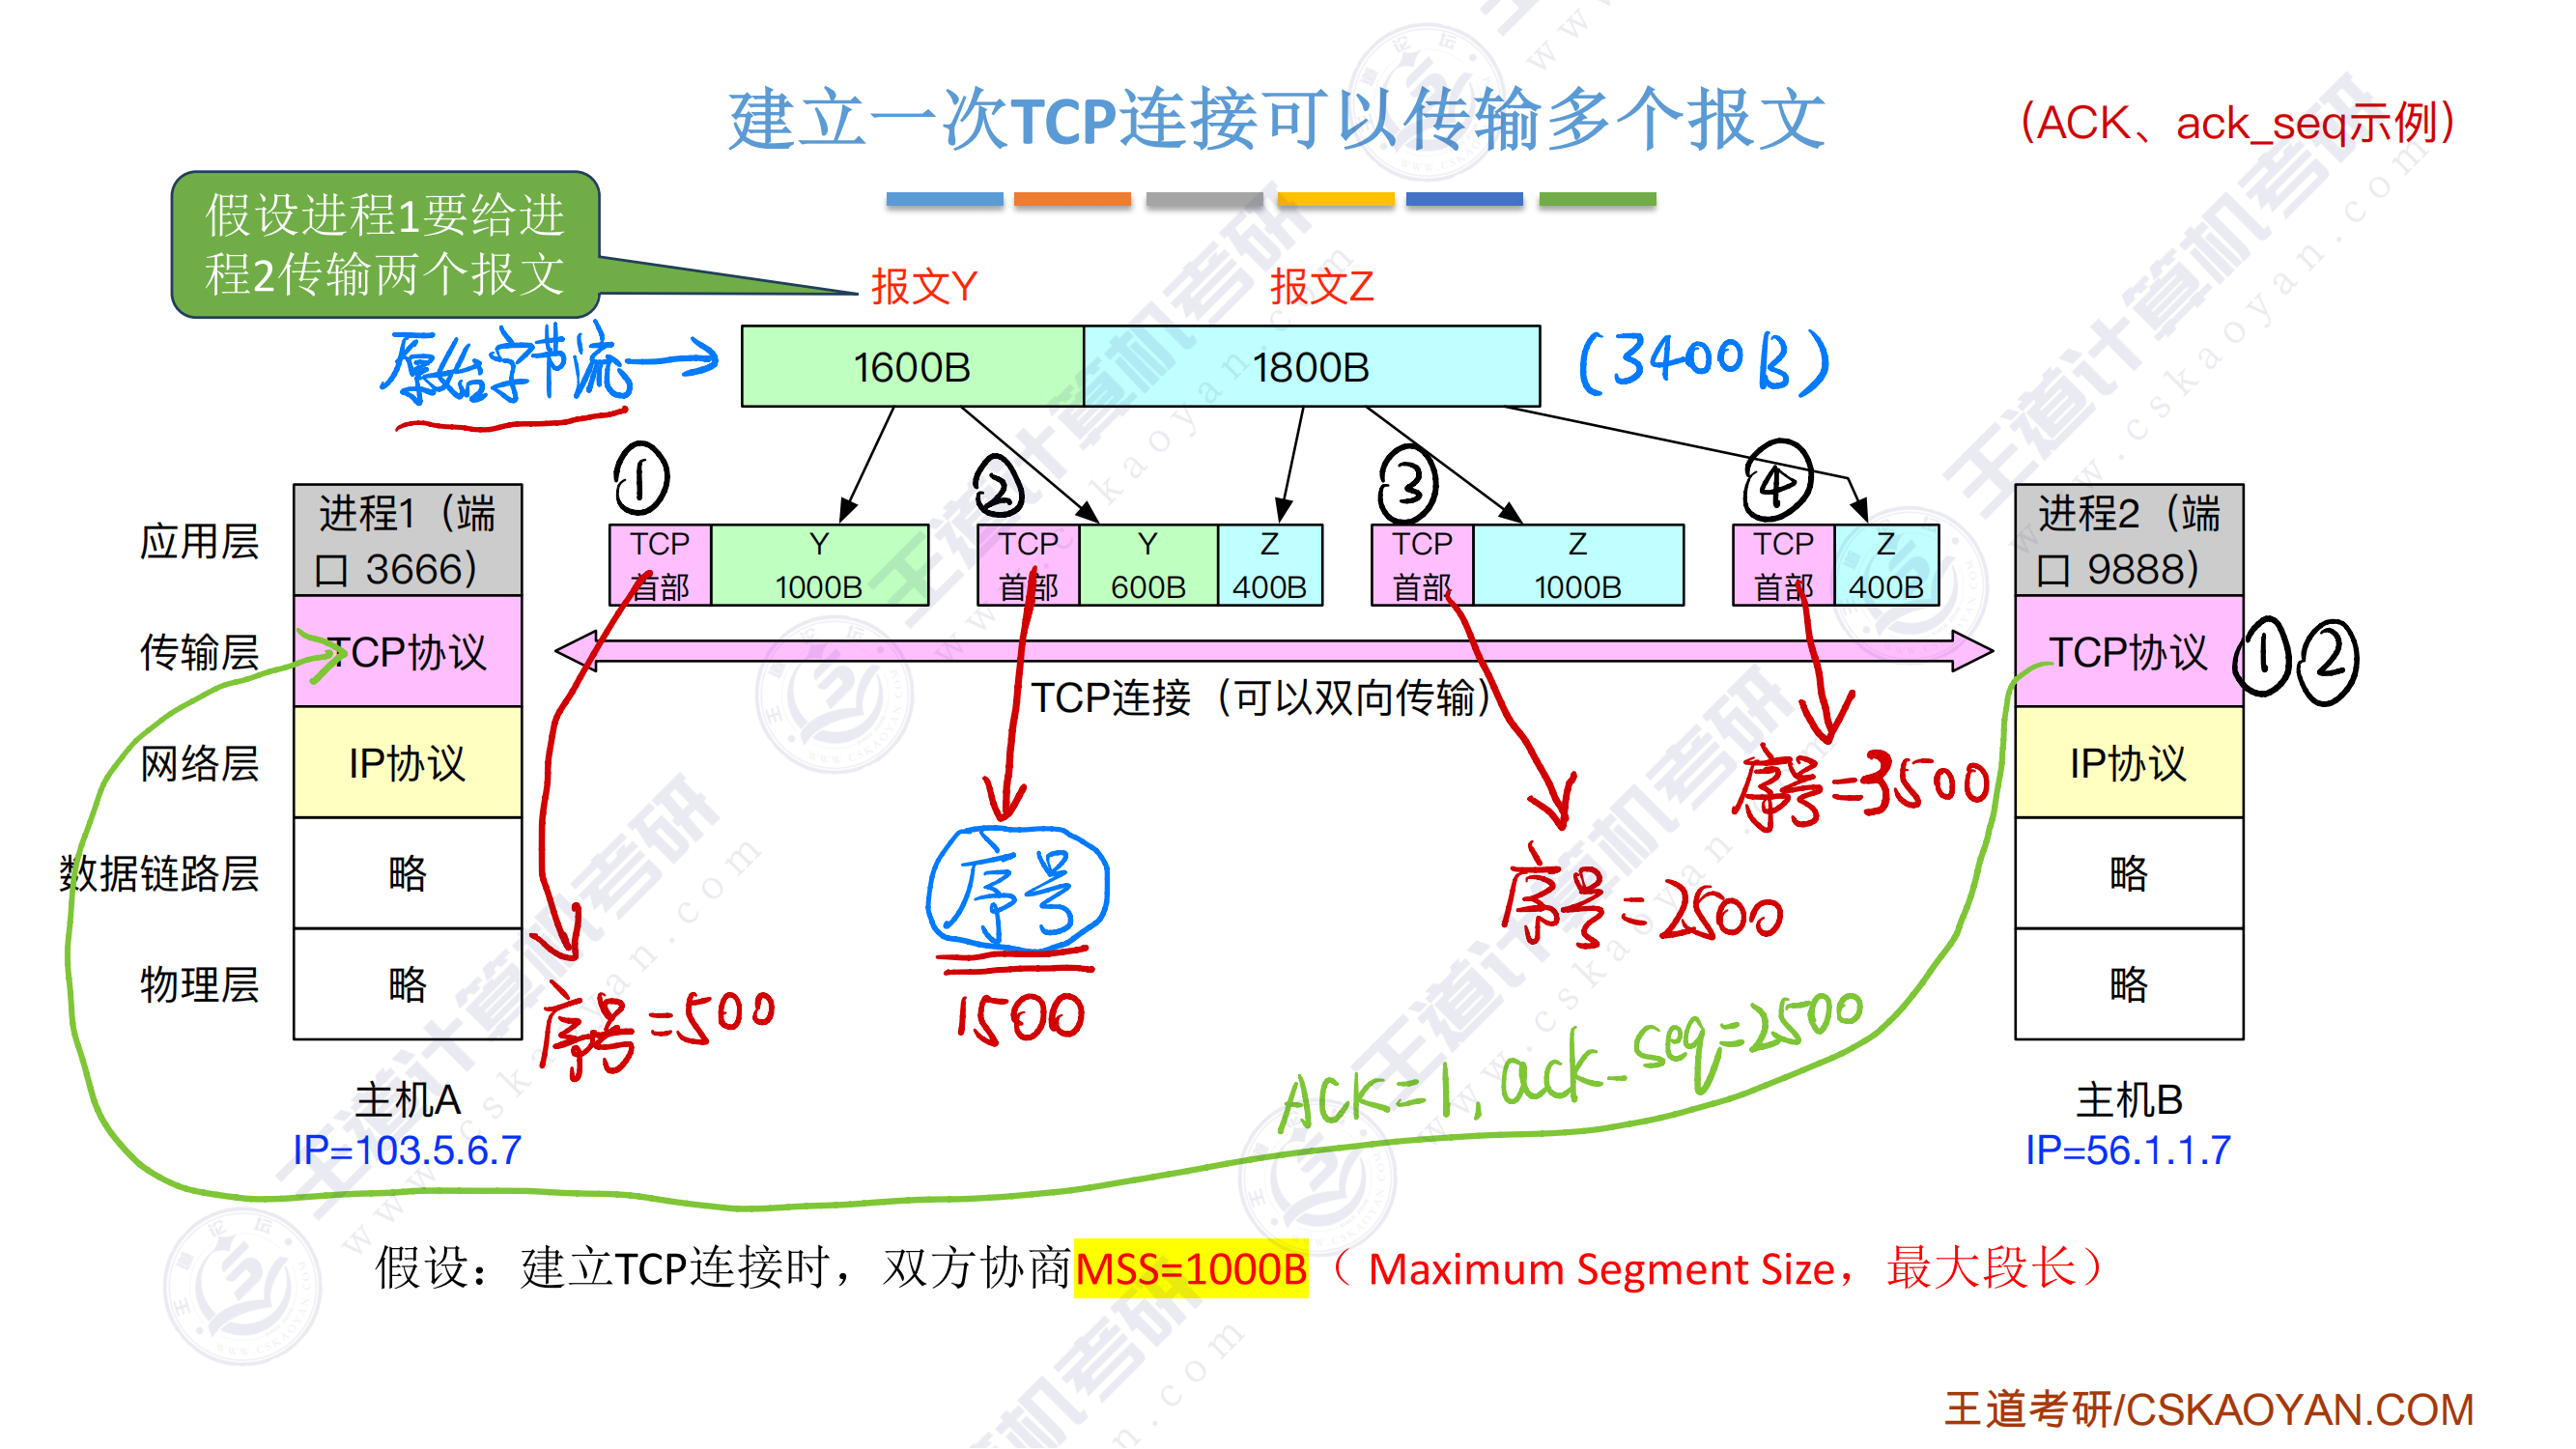 建立一次TCP连接可以传输多个报文
(ACK、ack_seq示例)
假设进程1要给进
程2传输两个报文
报文Y
报文Z
原始字节流
1600B
1800B
(3400B)
①
②
③
④
应用层
进程1（端
口 3666）
TCP
首部
Y
1000B
TCP
首部
Y
600B
Z
400B
TCP
首部
Z
1000B
TCP
首部
Z
400B
进程2（端
口 9888）
传输层
TCP协议
TCP协议
①②
TCP连接（可以双向传输）
网络层
IP协议
IP协议
序号=3500
数据链路层
略
序号
序号=2500
略
物理层
略
序号=500
1500
略
ACK=1, ack_seq=2500
主机A
主机B
IP=103.5.6.7
IP=56.1.1.7
假设：建立TCP连接时，双方协商MSS=1000B（ Maximum Segment Size，最大段长）
王道考研/CSKAOYAN.COM
王道计算机考研
www.cskaoyan.com